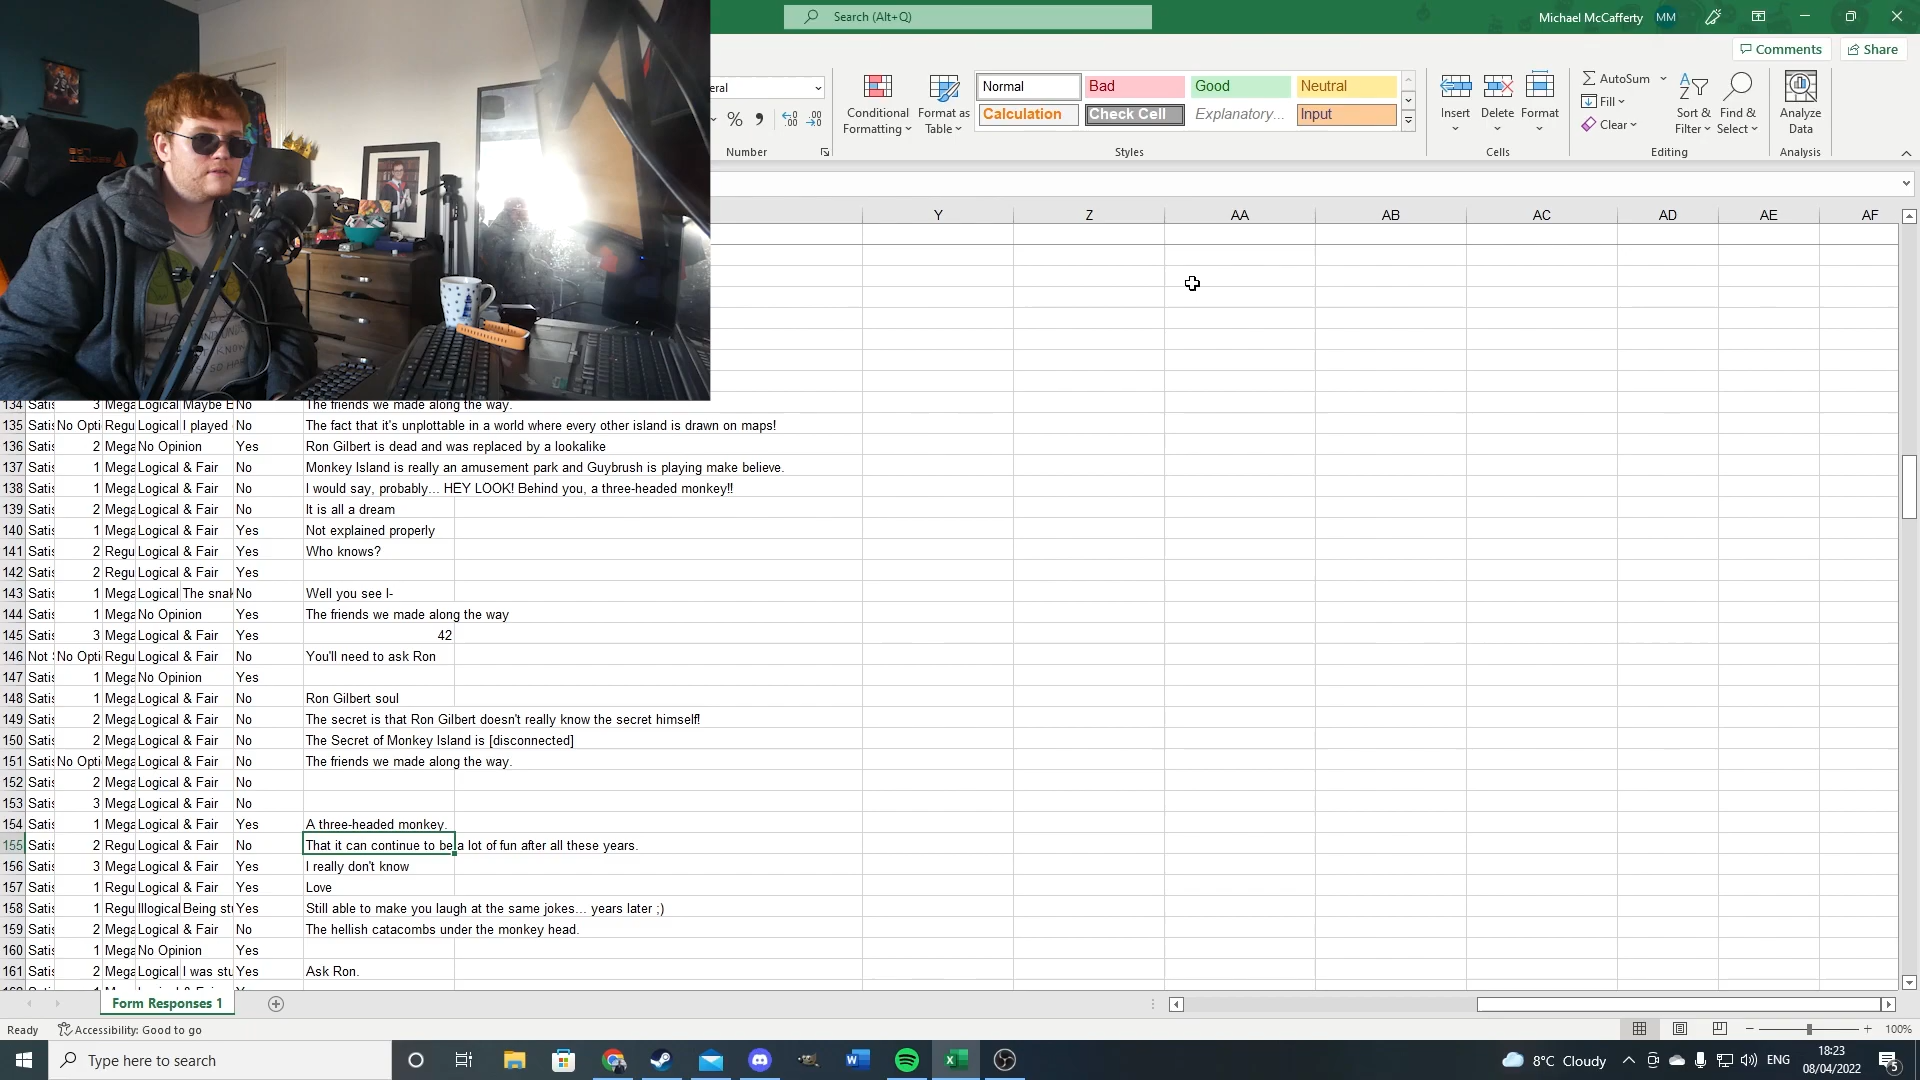 Search (Alt+Q)
Michael McCafferty MM
Comments
Share
eral
Conditional Formatting
Format as Table
Normal
Bad
Good
Neutral
Calculation
Check Cell
Explanatory...
Input
Insert
Delete
Format
AutoSum
Fill
Clear
Sort & Filter
Find & Select
Analyze Data
Number
Styles
Cells
Editing
Analysis
Y Z AA AB AC AD AE AF
134 Satis 3 Mega Logical Maybe E No The friends we made along the way.
135 Satis No Opti Regu Logical I played No The fact that it's unplottable in a world where every other island is drawn on maps!
136 Satis 2 Mega No Opinion Yes Ron Gilbert is dead and was replaced by a lookalike
137 Satis 1 Mega Logical & Fair No Monkey Island is really an amusement park and Guybrush is playing make believe.
138 Satis 1 Mega Logical & Fair No I would say, probably... HEY LOOK! Behind you, a three-headed monkey!!
139 Satis 2 Mega Logical & Fair No It is all a dream
140 Satis 1 Mega Logical & Fair Yes Not explained properly
141 Satis 2 Regu Logical & Fair Yes Who knows?
142 Satis 2 Regu Logical & Fair Yes
143 Satis 1 Mega Logical The snak No Well you see I-
144 Satis 1 Mega No Opinion Yes The friends we made along the way
145 Satis 3 Mega Logical & Fair Yes 42
146 Not No Opti Regu Logical & Fair No You'll need to ask Ron
147 Satis 1 Mega No Opinion Yes
148 Satis 1 Mega Logical & Fair No Ron Gilbert soul
149 Satis 2 Mega Logical & Fair No The secret is that Ron Gilbert doesn't really know the secret himself!
150 Satis 2 Mega Logical & Fair No The Secret of Monkey Island is [disconnected]
151 Satis No Opti Mega Logical & Fair No The friends we made along the way.
152 Satis 2 Mega Logical & Fair No
153 Satis 3 Mega Logical & Fair No
154 Satis 1 Mega Logical & Fair Yes A three-headed monkey.
155 Satis 2 Regu Logical & Fair No That it can continue to be a lot of fun after all these years.
156 Satis 3 Mega Logical & Fair Yes I really don't know
157 Satis 1 Regu Logical & Fair Yes Love
158 Satis 1 Regu Illogical Being stu Yes Still able to make you laugh at the same jokes... years later ;)
159 Satis 2 Mega Logical & Fair No The hellish catacombs under the monkey head.
160 Satis 1 Mega No Opinion Yes
161 Satis 2 Mega Logical I was stu Yes Ask Ron.
Form Responses 1
Ready Accessibility: Good to go 100%
Type here to search
8°C Cloudy ENG 18:23
08/04/2022 5